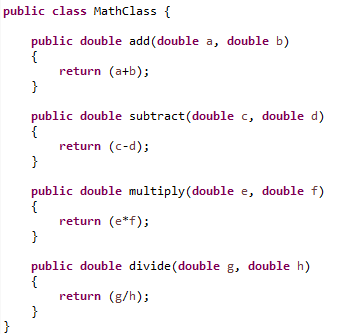 public class MathClass {
public double add(double a, double b)
{
return (a+b);
}
public double subtract(double c, double d)
{
return (c-d);
}
public double multiply(double e, double f)
{
return (e*f);
}
public double divide(double g, double h)
{
return (g/h);
}
}